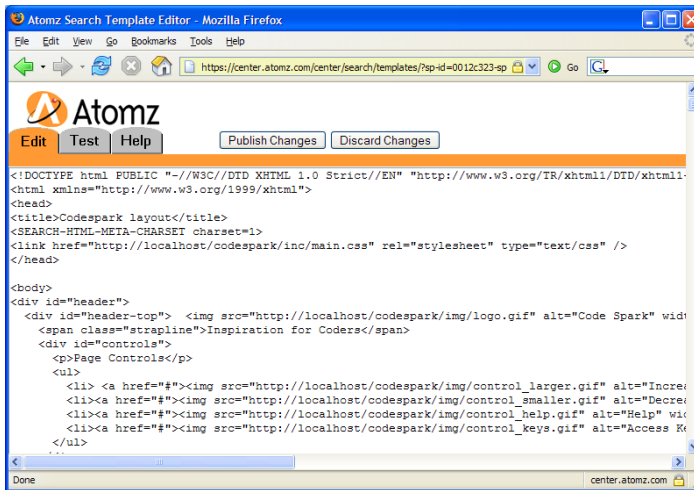 Atomz Search Template Editor - Mozilla Firefox
File Edit View Go Bookmarks Tools Help
https://center.atomz.com/center/search/templates/?sp-id=0012c323-sp Go G
Atomz
Edit Test Help Publish Changes Discard Changes
<!DOCTYPE html PUBLIC "-//W3C//DTD XHTML 1.0 Strict//EN" "http://www.w3.org/TR/xhtml1/DTD/xhtml1-
<html xmlns="http://www.w3.org/1999/xhtml">
<head>
<title>Codespark layout</title>
<SEARCH-HTML-META-CHARSET charset=1>
<link href="http://localhost/codespark/inc/main.css" rel="stylesheet" type="text/css" />
</head>
<body>
<div id="header">
<div id="header-top"> <img src="http://localhost/codespark/img/logo.gif" alt="Code Spark" widt
<span class="strapline">Inspiration for Coders</span>
<div id="controls">
<p>Page Controls</p>
<ul>
<li> <a href="#"><img src="http://localhost/codespark/img/control_larger.gif" alt="Increa
<li><a href="#"><img src="http://localhost/codespark/img/control_smaller.gif" alt="Decrea
<li><a href="#"><img src="http://localhost/codespark/img/control_help.gif" alt="Help" wid
<li><a href="#"><img src="http://localhost/codespark/img/control_keys.gif" alt="Access Ke
</ul>
Done center.atomz.com